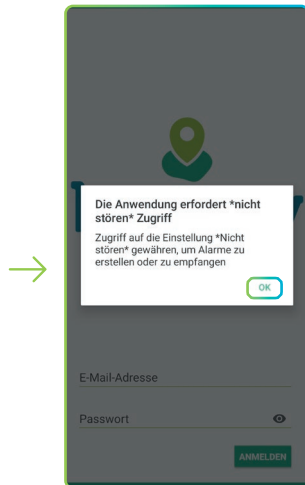 Die Anwendung erfordert *nicht
stören* Zugriff
Zugriff auf die Einstellung *Nicht
stören* gewähren, um Alarme zu
erstellen oder zu empfangen
OK
E-Mail-Adresse
Passwort
ANMELDEN